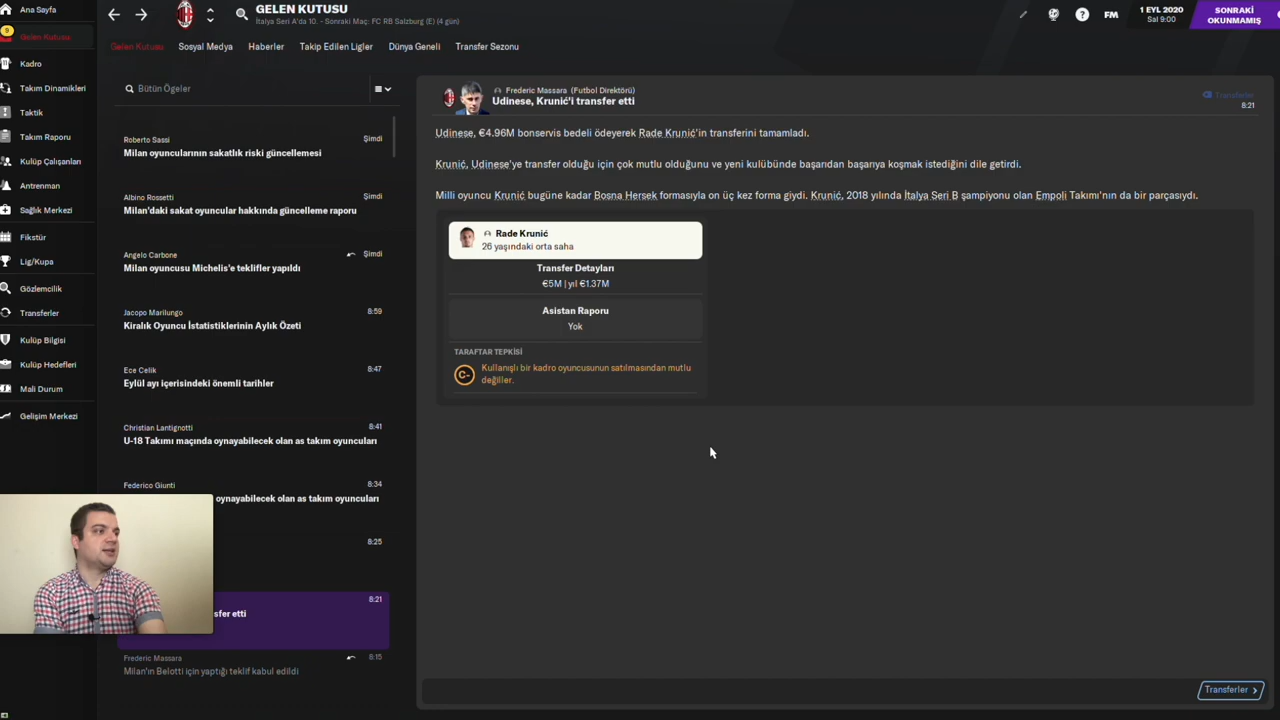 Ana Sayfa
Gelen Kutusu
9
Kadro
Takım Dinamikleri
Taktik
Takım Raporu
Kulüp Çalışanları
Antrenman
Sağlık Merkezi
Fikstür
Lig/Kupa
Gözlemcilik
Transferler
Kulüp Bilgisi
Kulüp Hedefleri
Mali Durum
Gelişim Merkezi
GELEN KUTUSU
İtalya Seri A'da 10. - Sonraki Maç: FC RB Salzburg (E) (4 gün)
FM
1 EYL 2020
Sal 9:00
SONRAKİ
OKUNMAMIŞ
Gelen Kutusu
Sosyal Medya
Haberler
Takip Edilen Ligler
Dünya Geneli
Transfer Sezonu
Bütün Ögeler
Roberto Sassi
Şimdi
Milan oyuncularının sakatlık riski güncellemesi
Albino Rossetti
Şimdi
Milan'daki sakat oyuncular hakkında güncelleme raporu
Angelo Carbone
Şimdi
Milan oyuncusu Michelis'e teklifler yapıldı
Jacopo Marilungo
8:59
Kiralık Oyuncu İstatistiklerinin Aylık Özeti
Ece Celik
8:47
Eylül ayı içerisindeki önemli tarihler
Christian Lantignotti
8:41
U-18 Takımı maçında oynayabilecek olan as takım oyuncuları
Federico Giunti
8:34
oynayabilecek olan as takım oyuncuları
8:25
8:21
sfer etti
Frederic Massara
8:15
Milan'ın Belotti için yaptığı teklif kabul edildi
Frederic Massara (Futbol Direktörü)
Udinese, Krunić'i transfer etti
Transferler
8:21
Udinese, €4.96M bonservis bedeli ödeyerek Rade Krunić'in transferini tamamladı.
Krunić, Udinese'ye transfer olduğu için çok mutlu olduğunu ve yeni kulübünde başarıdan başarıya koşmak istediğini dile getirdi.
Milli oyuncu Krunić bugüne kadar Bosna Hersek formasıyla on üç kez forma giydi. Krunić, 2018 yılında İtalya Seri B şampiyonu olan Empoli Takımı'nın da bir parçasıydı.
Rade Krunić
26 yaşındaki orta saha
Transfer Detayları
€5M | yıl €1.37M
Asistan Raporu
Yok
TARAFTAR TEPKİSİ
C-
Kullanışlı bir kadro oyuncusunun satılmasından mutlu
değiller.
Transferler